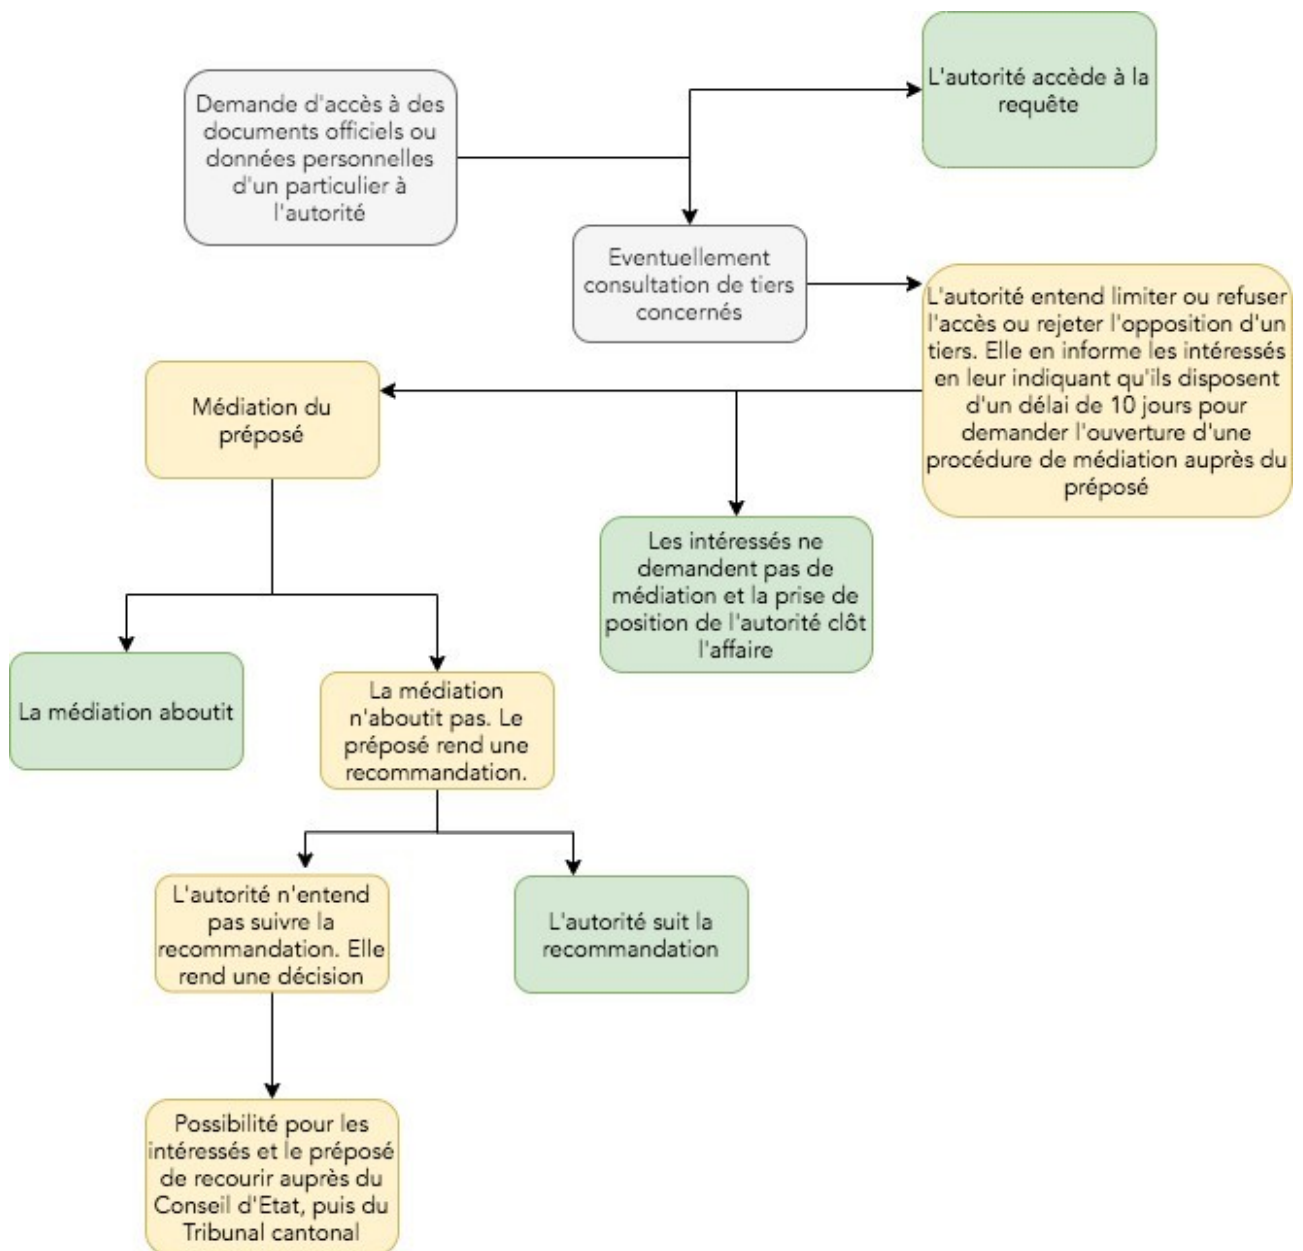 Demande d'accès à des
documents officiels ou
données personnelles
d'un particulier à
l'autorité
L'autorité accède à la
requête
Eventuellement
consultation de tiers
concernés
L'autorité entend limiter ou refuser
l'accès ou rejeter l'opposition d'un
tiers. Elle en informe les intéressés
en leur indiquant qu'ils disposent
d'un délai de 10 jours pour
demander l'ouverture d'une
procédure de médiation auprès du
préposé
Médiation du
préposé
Les intéressés ne
demandent pas de
médiation et la prise de
position de l'autorité clôt
l'affaire
La médiation aboutit
La médiation
n'aboutit pas. Le
préposé rend une
recommandation.
L'autorité n'entend
pas suivre la
recommandation. Elle
rend une décision
L'autorité suit la
recommandation
Possibilité pour les
intéressés et le préposé
de recourir auprès du
Conseil d'Etat, puis du
Tribunal cantonal